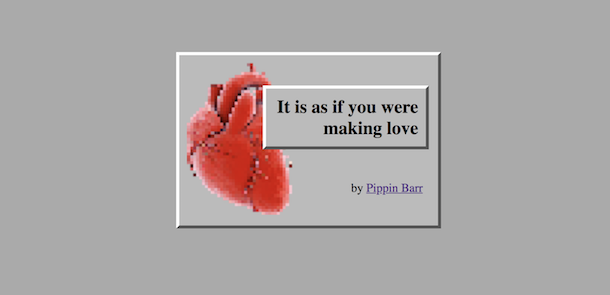 It is as if you were
making love
by Pippin Barr